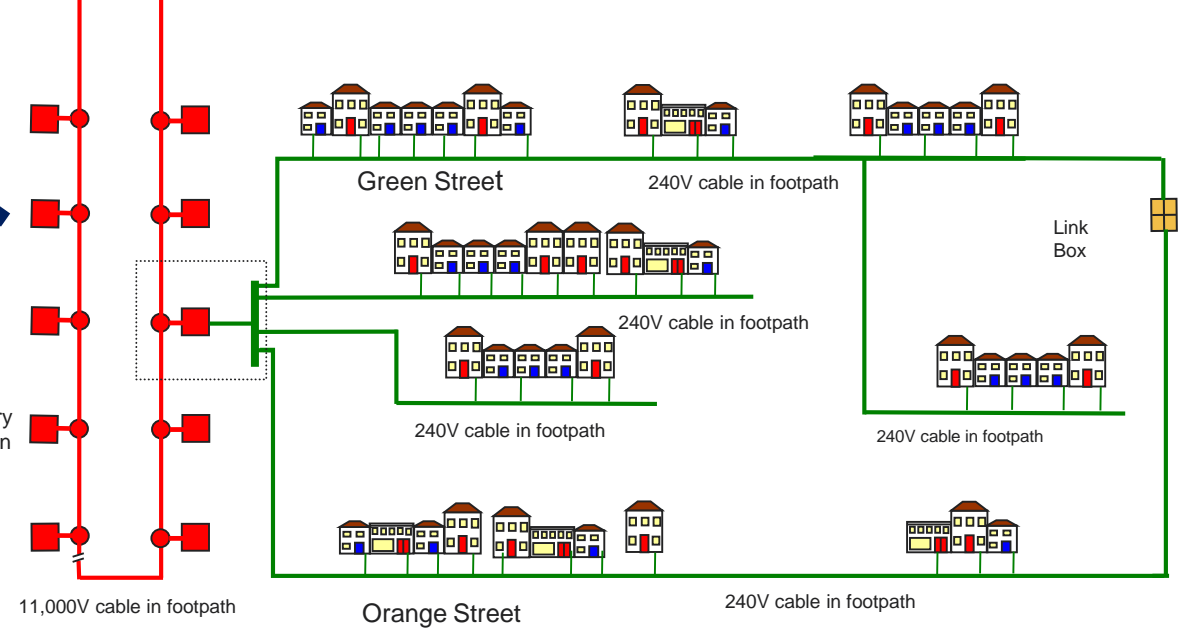 Green Street
240V cable in footpath
Link
Box
240V cable in footpath
ry
n
240V cable in footpath
240V cable in footpath
11,000V cable in footpath
Orange Street
240V cable in footpath